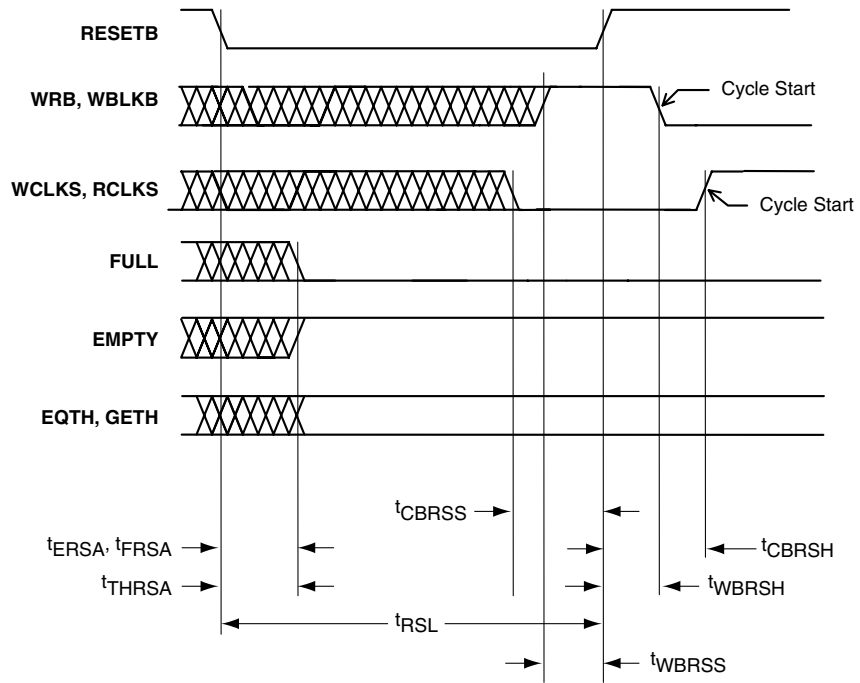 RESETB
WRB, WBLKB
Cycle Start
WCLKS, RCLKS
Cycle Start
FULL
EMPTY
EQTH, GETH
tCBRSS
tERSA, tFRSA
tCBRSH
tTHRSA
tWBRSH
tRSL
tWBRSS